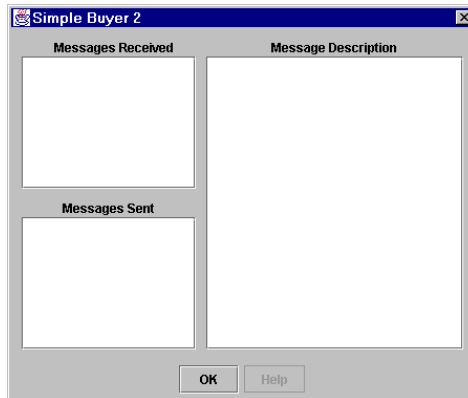 Simple Buyer 2
Messages Received
Message Description
Messages Sent
OK
Help